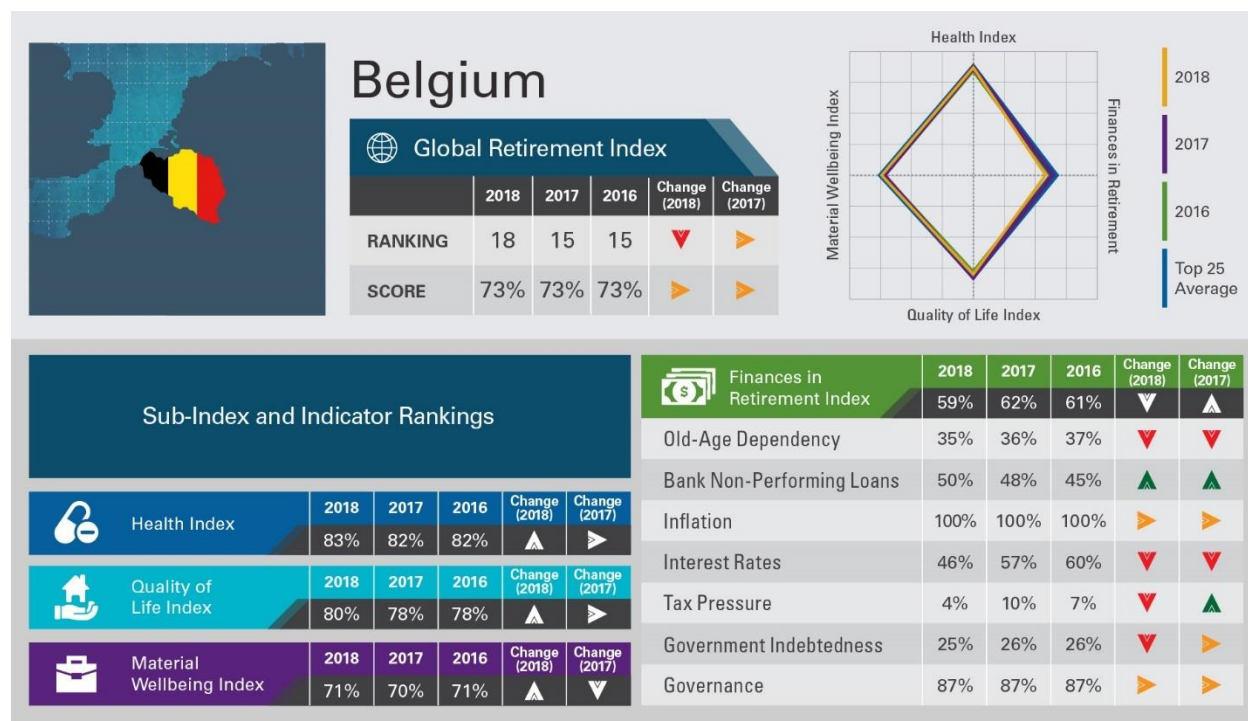 Belgium
Global Retirement Index
2018 2017 2016 Change (2018) Change (2017)
RANKING 18 15 15
SCORE 73% 73% 73%
Health Index
Material Wellbeing Index
Finances in Retirement
Quality of Life Index
2018
2017
2016
Top 25
Average
Sub-Index and Indicator Rankings
Health Index
2018 2017 2016 Change (2018) Change (2017)
83% 82% 82%
Quality of
Life Index
2018 2017 2016 Change (2018) Change (2017)
80% 78% 78%
Material
Wellbeing Index
2018 2017 2016 Change (2018) Change (2017)
71% 70% 71%
$
Finances in
Retirement Index
2018 2017 2016 Change (2018) Change (2017)
59% 62% 61%
Old-Age Dependency 35% 36% 37%
Bank Non-Performing Loans 50% 48% 45%
Inflation 100% 100% 100%
Interest Rates 46% 57% 60%
Tax Pressure 4% 10% 7%
Government Indebtedness 25% 26% 26%
Governance 87% 87% 87%